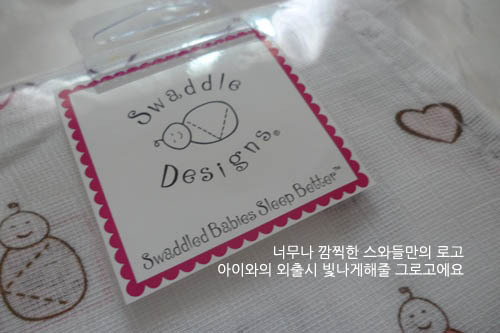 Swaddle
Designs®
Swaddled Babies Sleep Better™
너무나 깜찍한 스와들만의 로고
아이와의 외출시 빛나게해줄 그로고에요